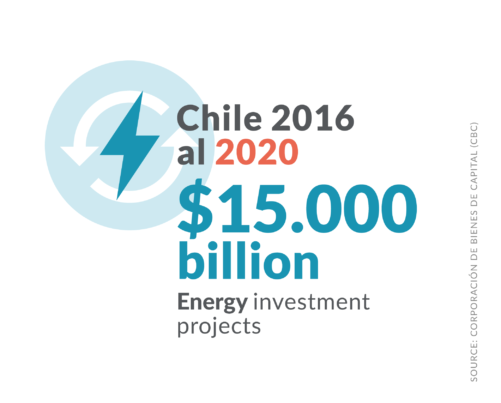 Chile 2016
al 2020
$15.000
billion
Energy investment
projects
SOURCE: CORPORACIÓN DE BIENES DE CAPITAL (CBC)